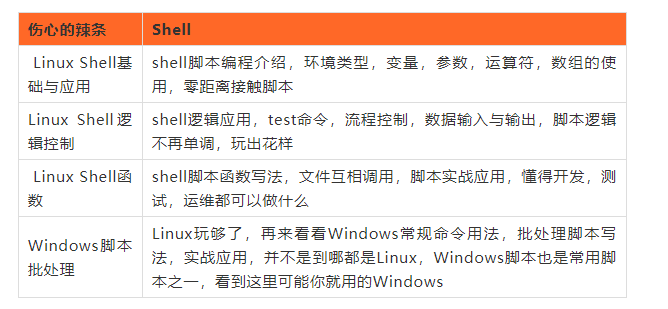 伤心的辣条 Shell
Linux Shell基
础与应用
shell脚本编程介绍，环境类型，变量，参数，运算符，数组的使
用，零距离接触脚本
Linux Shell逻
辑控制
shell逻辑应用，test命令，流程控制，数据输入与输出，脚本逻辑
不再单调，玩出花样
Linux Shell函
数
shell脚本函数写法，文件互相调用，脚本实战应用，懂得开发，测
试，运维都可以做什么
Windows脚本
批处理
Linux玩够了，再来看看Windows常规命令用法，批处理脚本写
法，实战应用，并不是到哪都是Linux，Windows脚本也是常用脚
本之一，看到这里可能你就用的Windows